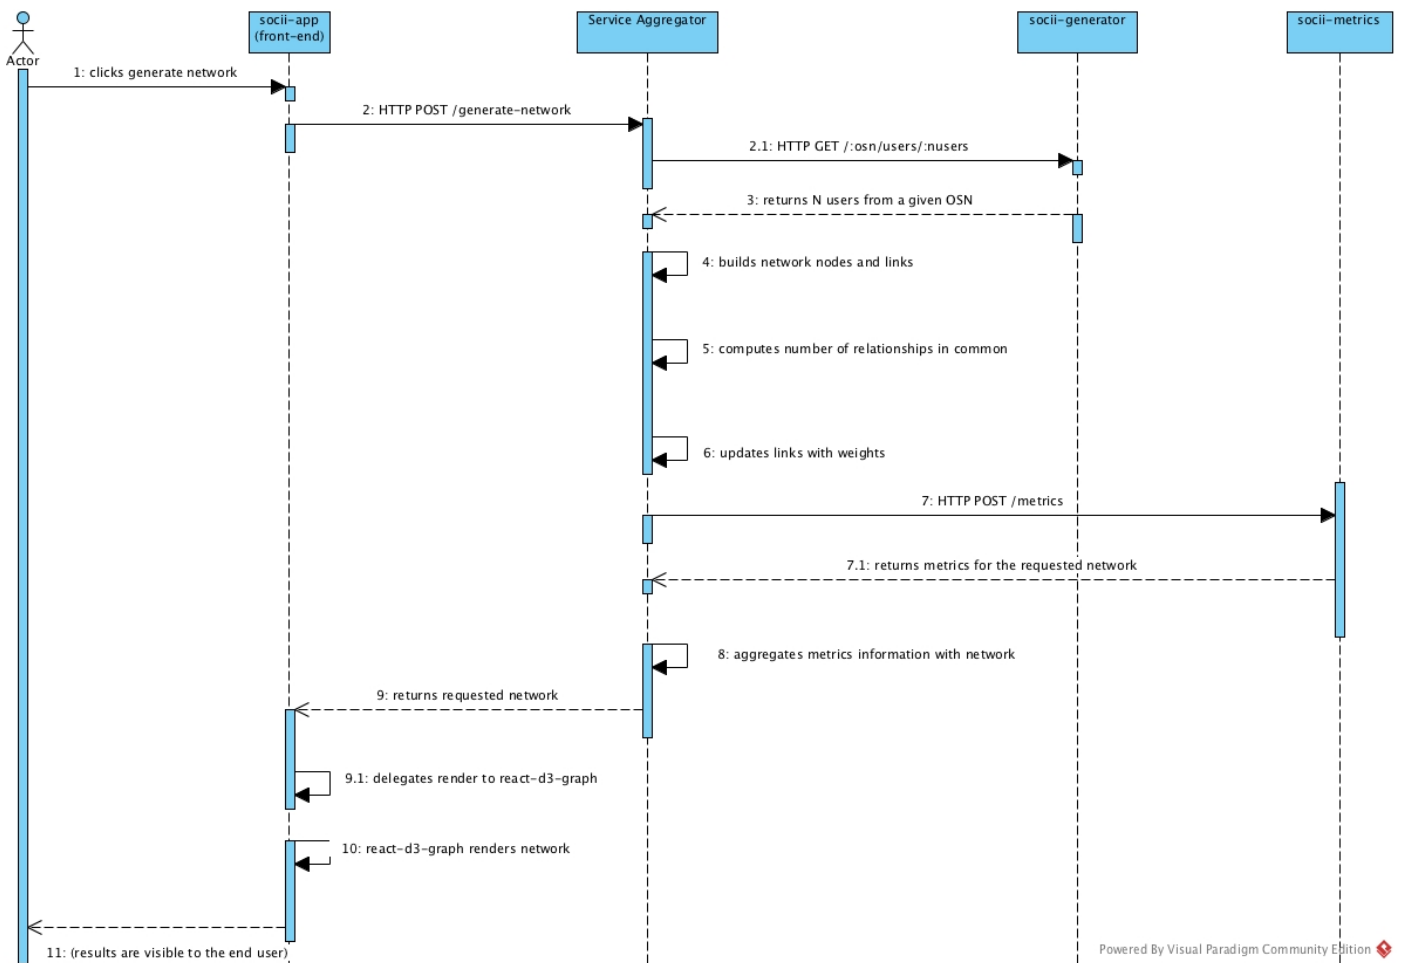 socii-app
(front-end)
Service Aggregator
socii-generator
socii-metrics
Actor
1: clicks generate network
2: HTTP POST /generate-network
2.1: HTTP GET /:osn/users/:nusers
3: returns N users from a given OSN
4: builds network nodes and links
5: computes number of relationships in common
6: updates links with weights
7: HTTP POST /metrics
7.1: returns metrics for the requested network
8: aggregates metrics information with network
9: returns requested network
9.1: delegates render to react-d3-graph
10: react-d3-graph renders network
11: (results are visible to the end user)
Powered By Visual Paradigm Community Edition